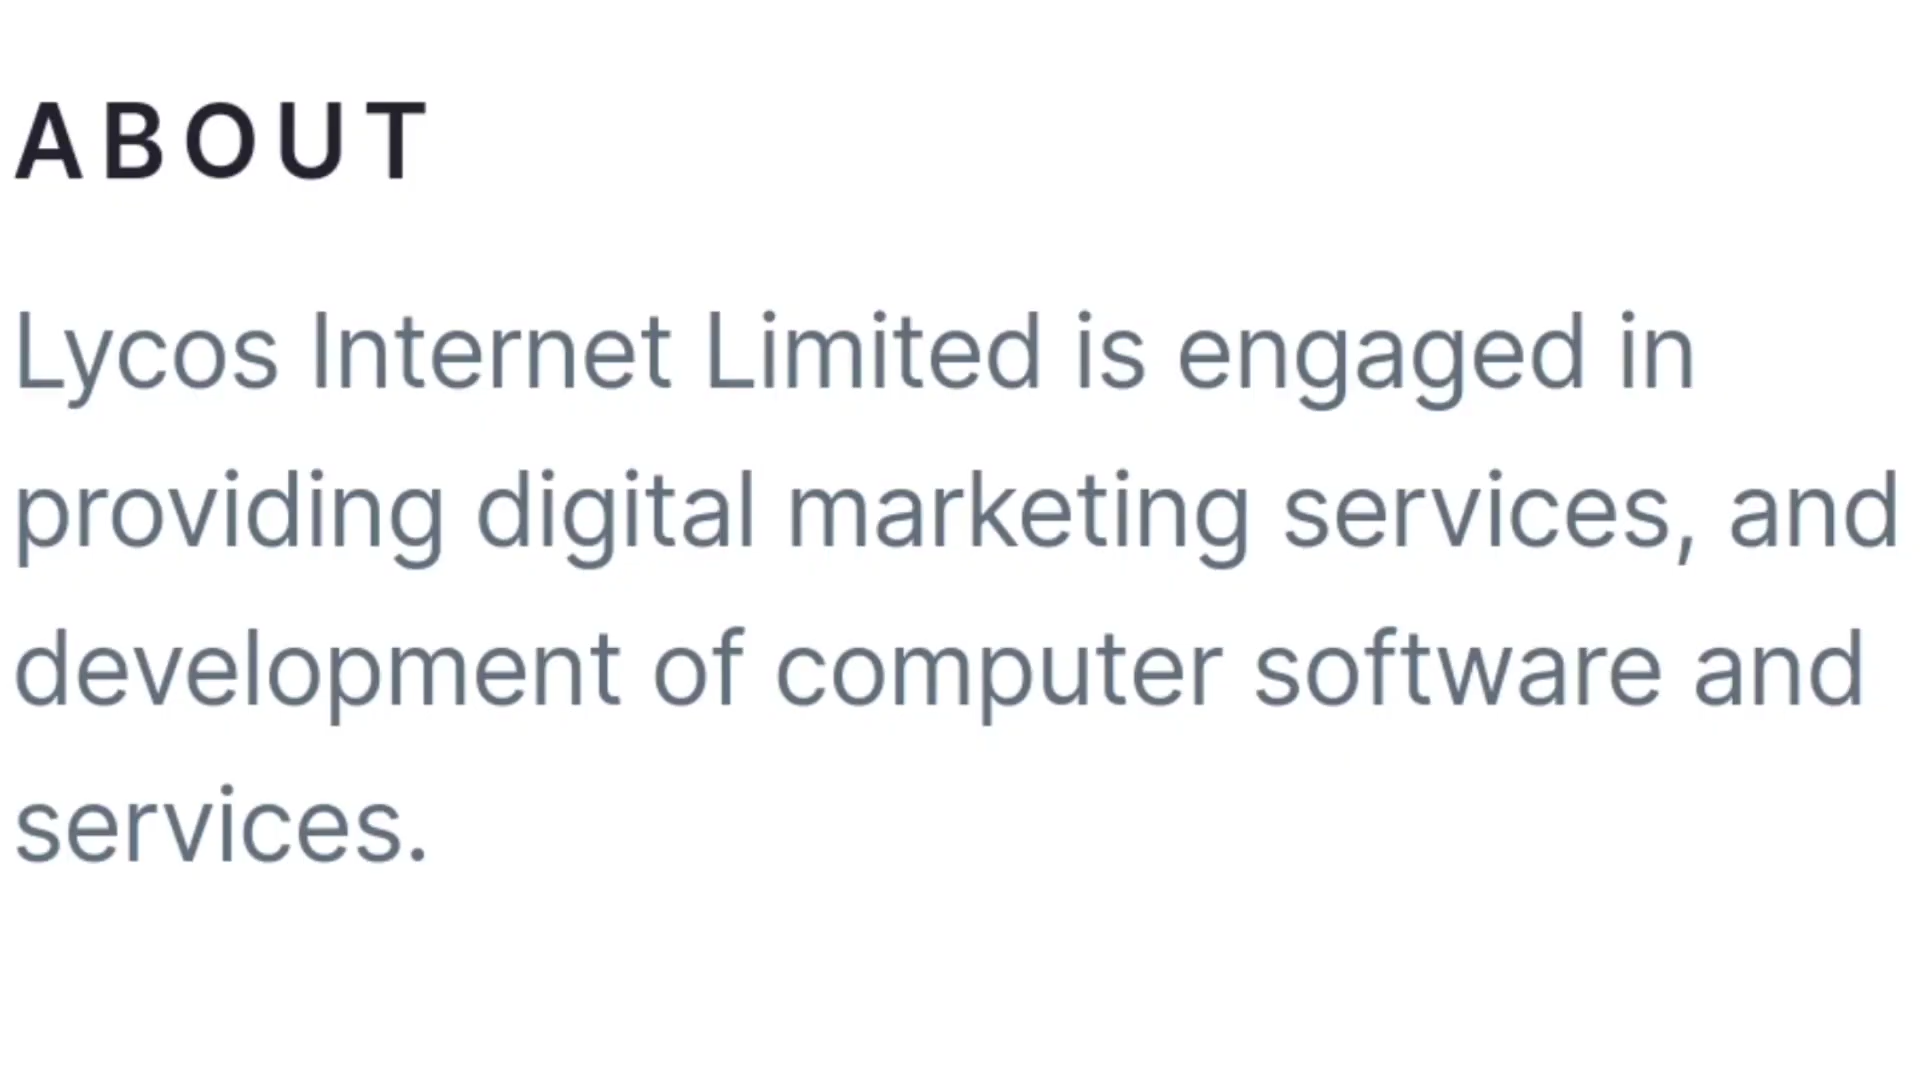 ABOUT
Lycos Internet Limited is engaged in
providing digital marketing services, and
development of computer software and
services.